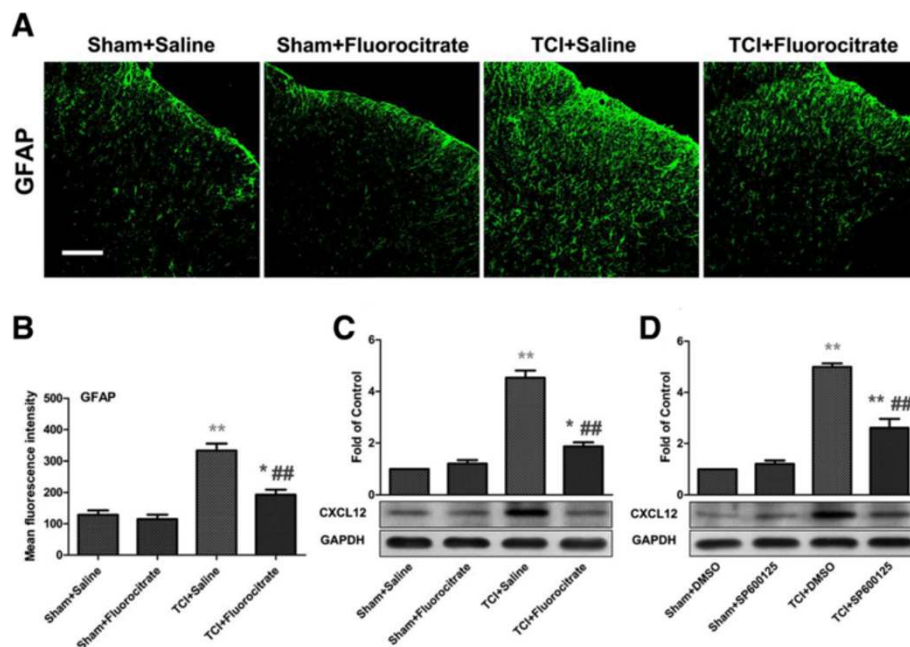 A
Sham+Saline Sham+Fluorocitrate TCI+Saline TCI+Fluorocitrate
GFAP
B
GFAP
Mean fluorescence intensity
500
400
300
200
100
0
**
* ##
Sham+Saline
Sham+Fluorocitrate
TCI+Saline
TCI+Fluorocitrate
C
Fold of Control
6
4
2
0
**
* ##
CXCL12
GAPDH
Sham+Saline
Sham+Fluorocitrate
TCI+Saline
TCI+Fluorocitrate
D
Fold of Control
6
4
2
0
**
** ##
CXCL12
GAPDH
Sham+DMSO
Sham+SP600125
TCI+DMSO
TCI+SP600125